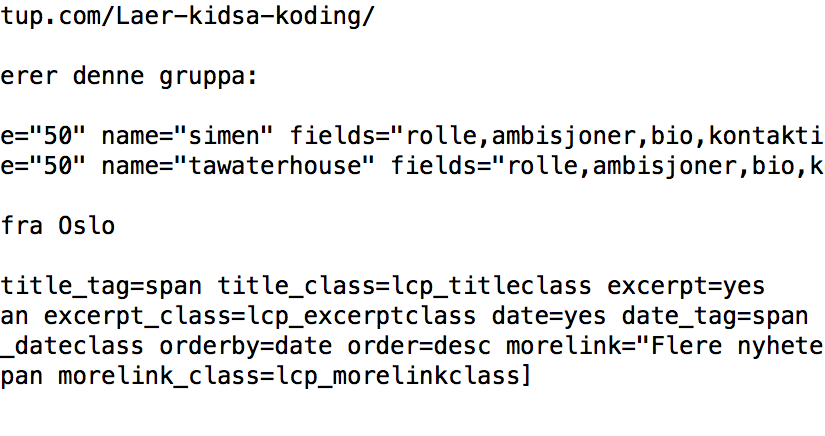 tup.com/Laer-kidsa-koding/
erer denne gruppa:
e="50" name="simen" fields="rolle,ambisjoner,bio,kontakti
e="50" name="tawaterhouse" fields="rolle,ambisjoner,bio,k
fra Oslo
title_tag=span title_class=lcp_titleclass excerpt=yes
an excerpt_class=lcp_excerptclass date=yes date_tag=span
_dateclass orderby=date order=desc morelink="Flere nyhete
pan morelink_class=lcp_morelinkclass]